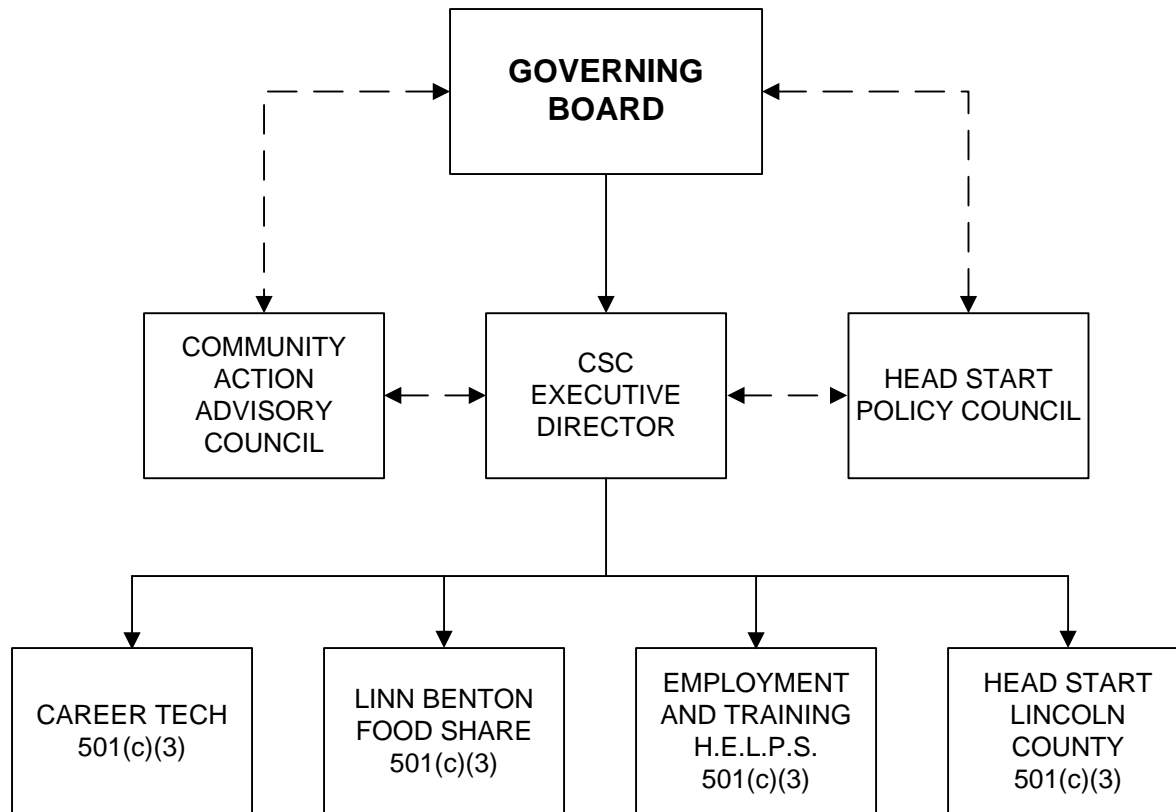 GOVERNING
BOARD
COMMUNITY
ACTION
ADVISORY
COUNCIL
CSC
EXECUTIVE
DIRECTOR
HEAD START
POLICY COUNCIL
CAREER TECH
501(c)(3)
LINN BENTON
FOOD SHARE
501(c)(3)
EMPLOYMENT
AND TRAINING
H.E.L.P.S.
501(c)(3)
HEAD START
LINCOLN
COUNTY
501(c)(3)